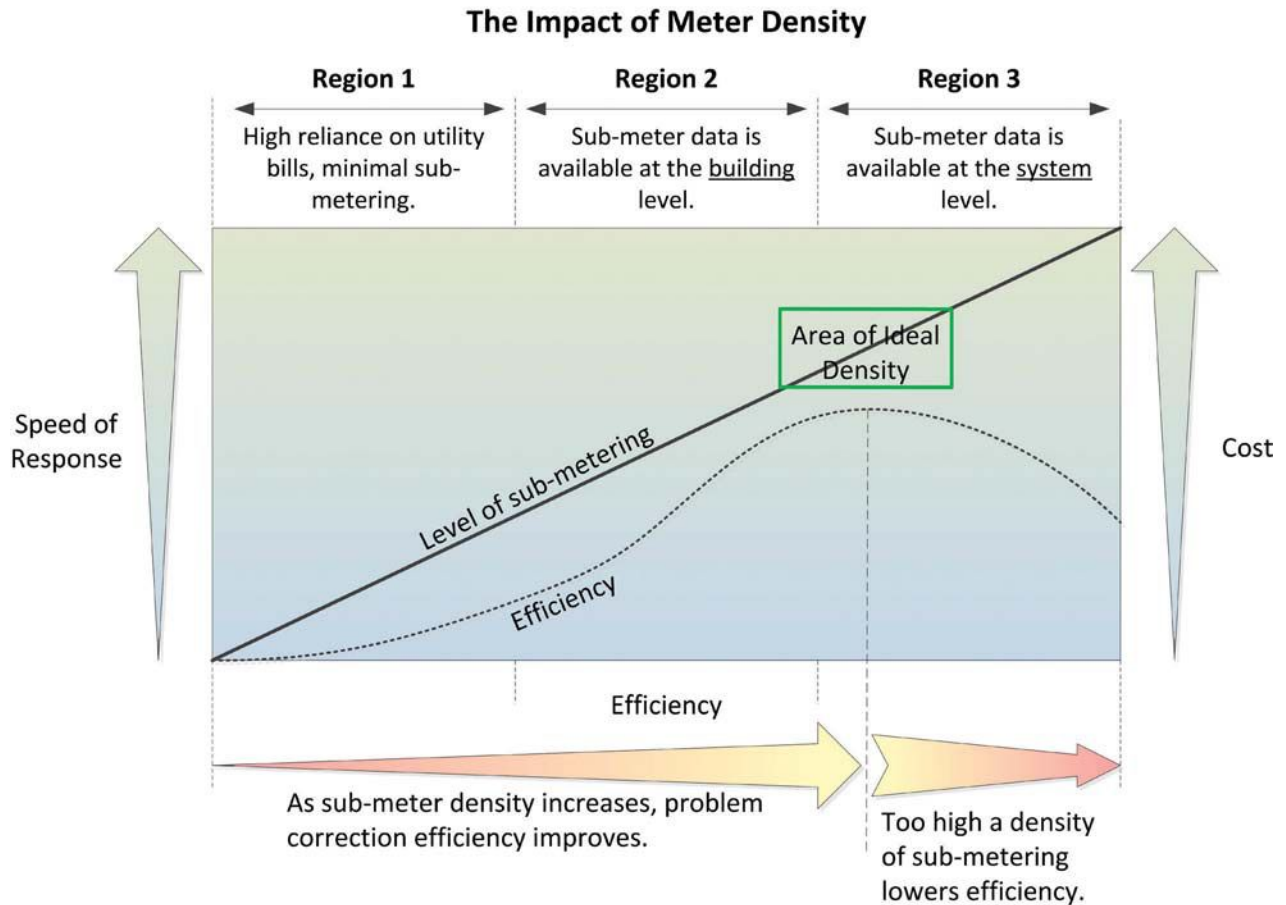 The Impact of Meter Density
Region 1
Region 2
Region 3
High reliance on utility
bills, minimal sub-
metering.
Sub-meter data is
available at the building
level.
Sub-meter data is
available at the system
level.
Speed of
Response
Area of Ideal
Density
Level of sub-metering
Efficiency
Cost
Efficiency
As sub-meter density increases, problem
correction efficiency improves.
Too high a density
of sub-metering
lowers efficiency.